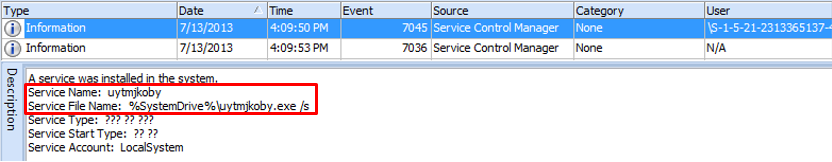 Type Date Time Event Source Category User
Information 7/13/2013 4:09:50 PM 7045 Service Control Manager None \S-1-5-21-2313365137-4
Information 7/13/2013 4:09:53 PM 7036 Service Control Manager None N/A
Description
A service was installed in the system.
Service Name: uytmjkoby
Service File Name: %SystemDrive%\uytmjkoby.exe /s
Service Type: ??? ?? ???
Service Start Type: ?? ??
Service Account: LocalSystem